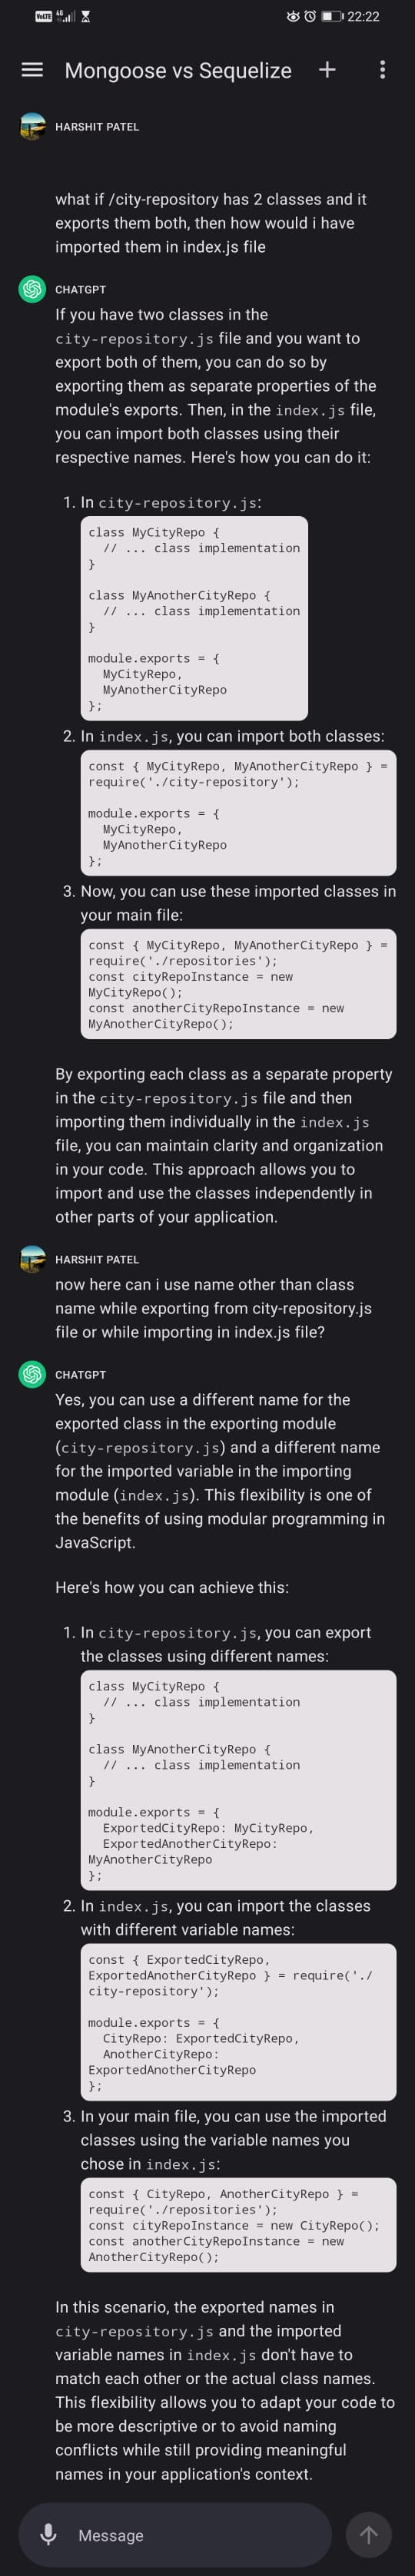 VoLTE 4G 22:22
Mongoose vs Sequelize +
HARSHIT PATEL
what if /city-repository has 2 classes and it
exports them both, then how would i have
imported them in index.js file
CHATGPT
If you have two classes in the
city-repository.js file and you want to
export both of them, you can do so by
exporting them as separate properties of the
module's exports. Then, in the index.js file,
you can import both classes using their
respective names. Here's how you can do it:
1. In city-repository.js:
class MyCityRepo {
  // ... class implementation
}
class MyAnotherCityRepo {
  // ... class implementation
}
module.exports = {
  MyCityRepo,
  MyAnotherCityRepo
};
2. In index.js, you can import both classes:
const { MyCityRepo, MyAnotherCityRepo } =
require('./city-repository');
module.exports = {
  MyCityRepo,
  MyAnotherCityRepo
};
3. Now, you can use these imported classes in
your main file:
const { MyCityRepo, MyAnotherCityRepo } =
require('./repositories');
const cityRepoInstance = new
MyCityRepo();
const anotherCityRepoInstance = new
MyAnotherCityRepo();
By exporting each class as a separate property
in the city-repository.js file and then
importing them individually in the index.js
file, you can maintain clarity and organization
in your code. This approach allows you to
import and use the classes independently in
other parts of your application.
HARSHIT PATEL
now here can i use name other than class
name while exporting from city-repository.js
file or while importing in index.js file?
CHATGPT
Yes, you can use a different name for the
exported class in the exporting module
(city-repository.js) and a different name
for the imported variable in the importing
module (index.js). This flexibility is one of
the benefits of using modular programming in
JavaScript.
Here's how you can achieve this:
1. In city-repository.js, you can export
the classes using different names:
class MyCityRepo {
  // ... class implementation
}
class MyAnotherCityRepo {
  // ... class implementation
}
module.exports = {
  ExportedCityRepo: MyCityRepo,
  ExportedAnotherCityRepo:
MyAnotherCityRepo
};
2. In index.js, you can import the classes
with different variable names:
const { ExportedCityRepo,
ExportedAnotherCityRepo } = require('./
city-repository');
module.exports = {
  CityRepo: ExportedCityRepo,
  AnotherCityRepo:
ExportedAnotherCityRepo
};
3. In your main file, you can use the imported
classes using the variable names you
chose in index.js:
const { CityRepo, AnotherCityRepo } =
require('./repositories');
const cityRepoInstance = new CityRepo();
const anotherCityRepoInstance = new
AnotherCityRepo();
In this scenario, the exported names in
city-repository.js and the imported
variable names in index.js don't have to
match each other or the actual class names.
This flexibility allows you to adapt your code to
be more descriptive or to avoid naming
conflicts while still providing meaningful
names in your application's context.
Message